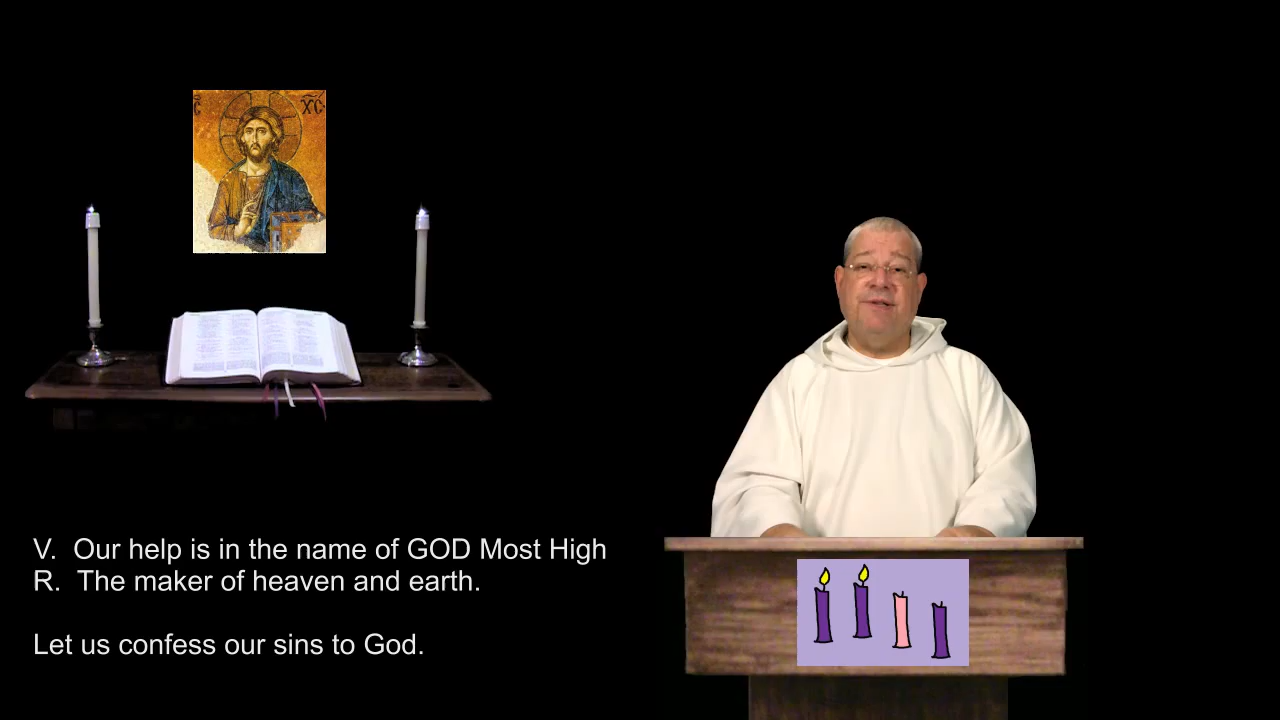 XC
V.  Our help is in the name of GOD Most High
R.  The maker of heaven and earth.
Let us confess our sins to God.